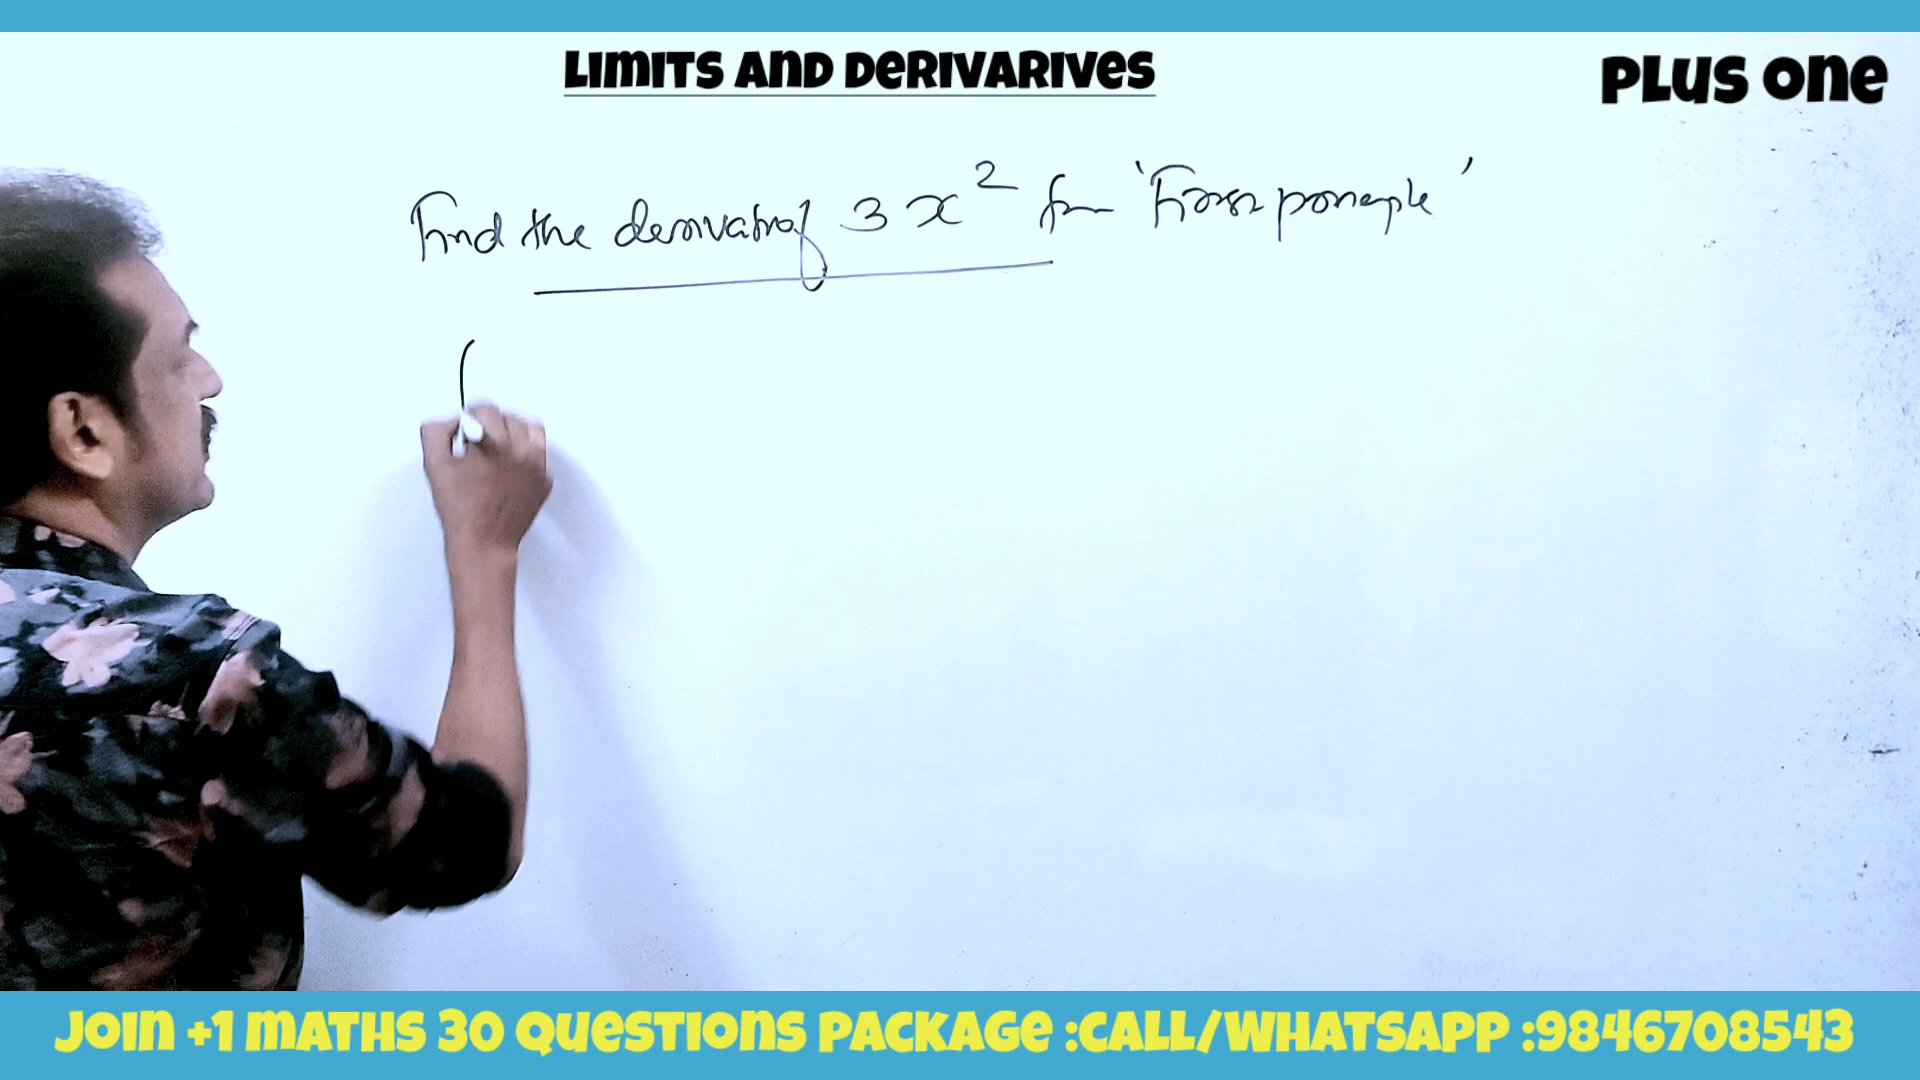 LIMITS AND DERIVARIVES
PLUS ONE
Find the derivative of 3x² from 'First principle'
JOIN +1 MATHS 30 QUESTIONS PACKAGE :CALL/WHATSAPP :9846708543